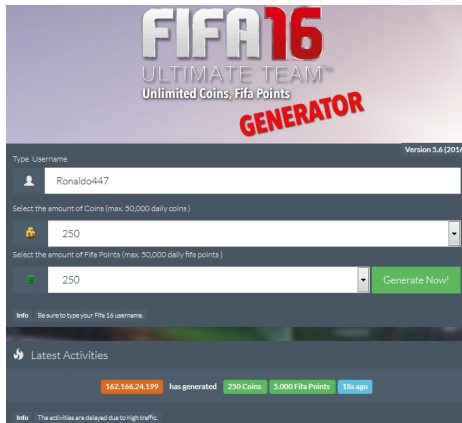 FIFA 16
ULTIMATE TEAM™
Unlimited Coins, Fifa Points
GENERATOR
Version 5.6 (2016
Type Username
Ronaldo447
Select the amount of Coins (max. 50,000 daily coins )
250
Select the amount of Fifa Points (max. 50,000 daily fifa points )
250 Generate Now!
Info Be sure to type your Fifa 16 username.
Latest Activities
162.166.24.199 has generated 250 Coins 5.000 Fifa Points 18s ago
Info The activities are delayed due to high traffic.